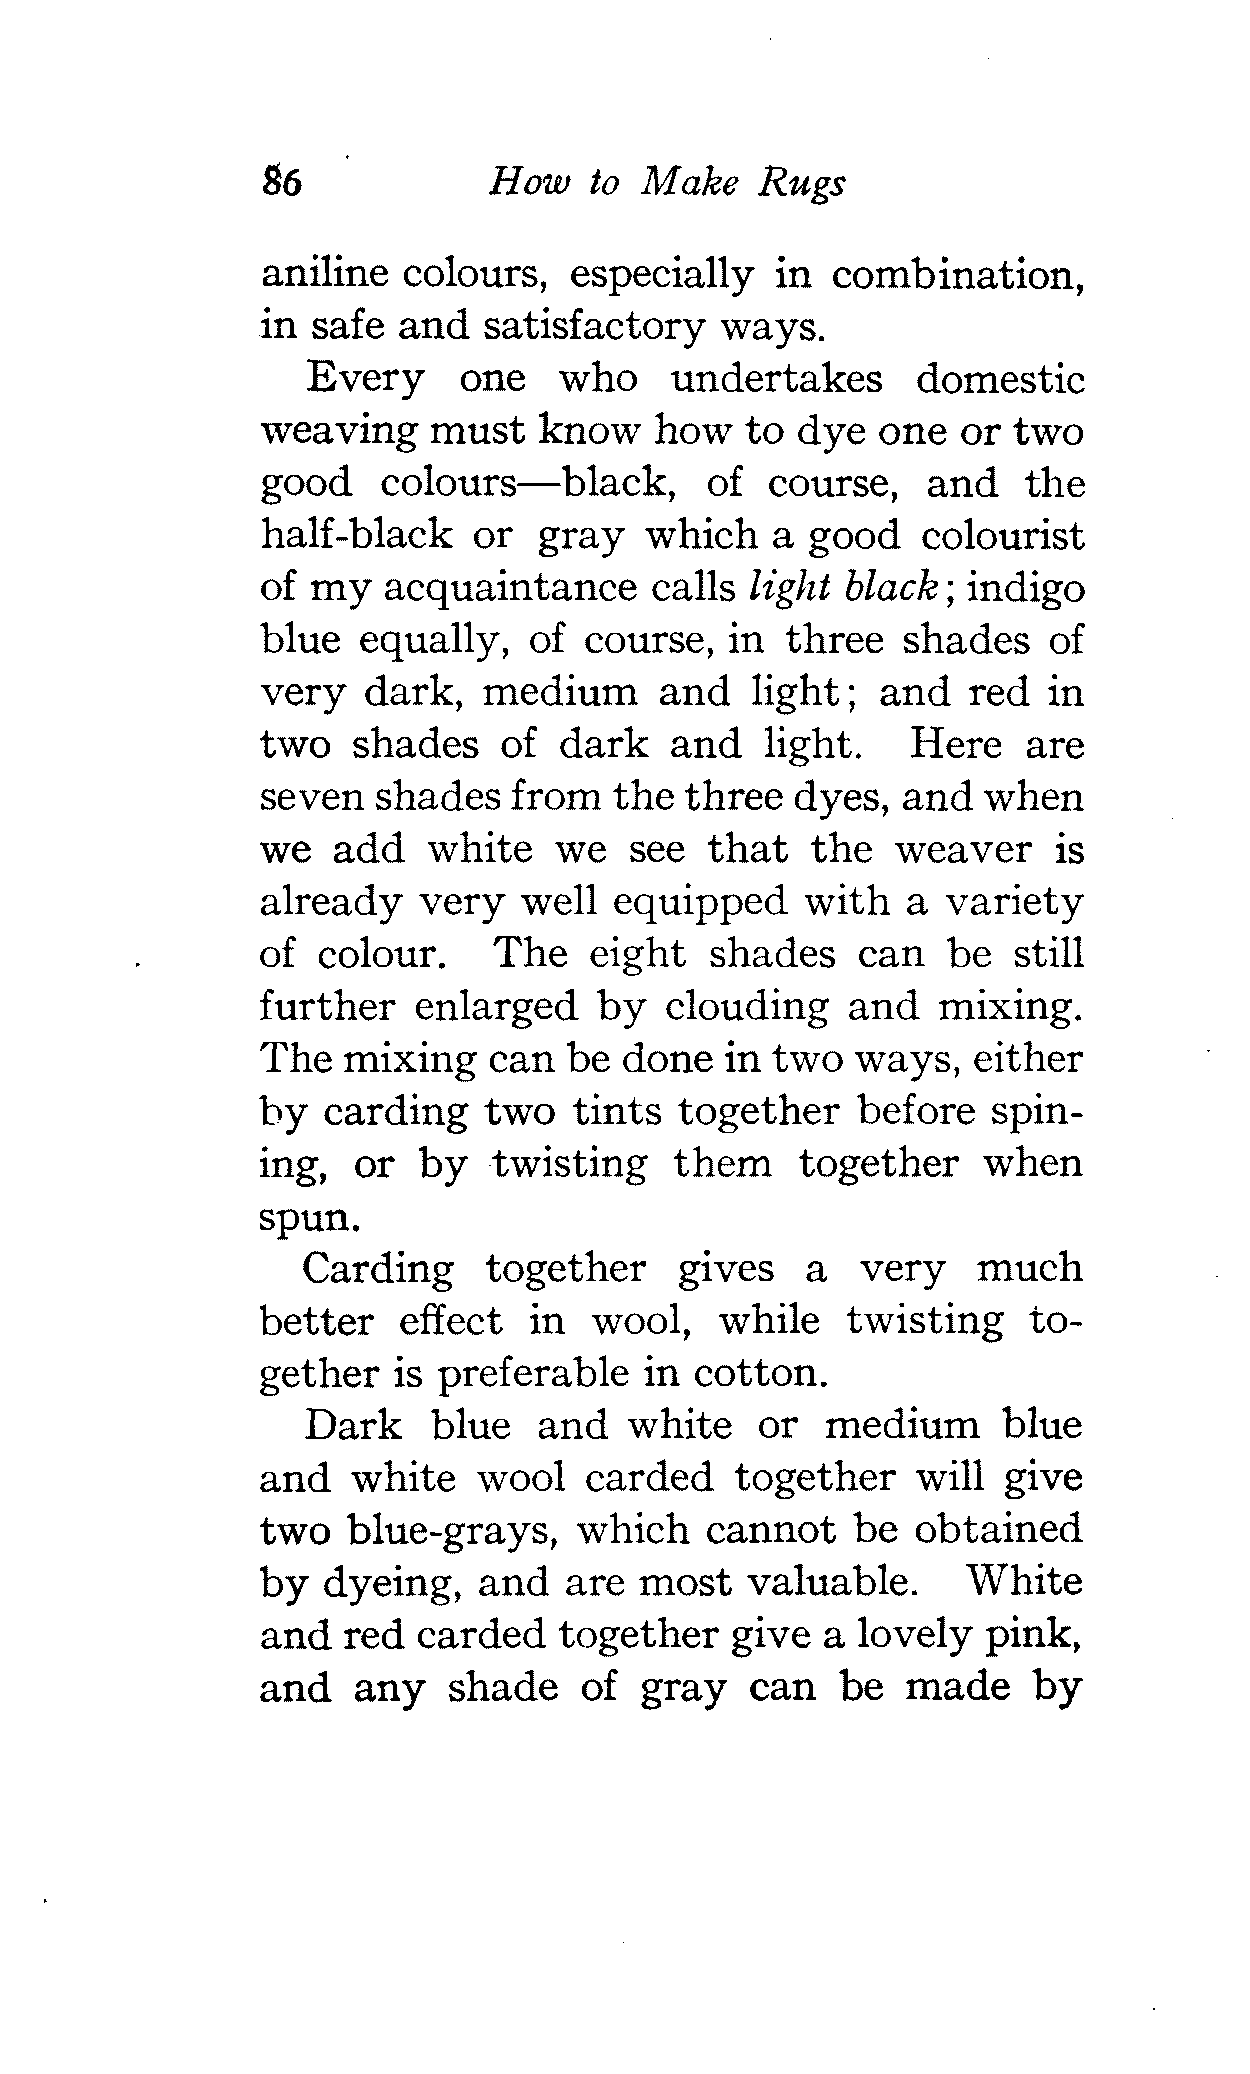 86 How to Make Rugs
aniline colours, especially in combination,
in safe and satisfactory ways.
Every one who undertakes domestic
weaving must know how to dye one or two
good colours—black, of course, and the
half-black or gray which a good colourist
of my acquaintance calls light black; indigo
blue equally, of course, in three shades of
very dark, medium and light; and red in
two shades of dark and light. Here are
seven shades from the three dyes, and when
we add white we see that the weaver is
already very well equipped with a variety
of colour. The eight shades can be still
further enlarged by clouding and mixing.
The mixing can be done in two ways, either
by carding two tints together before spin-
ing, or by twisting them together when
spun.
Carding together gives a very much
better effect in wool, while twisting to-
gether is preferable in cotton.
Dark blue and white or medium blue
and white wool carded together will give
two blue-grays, which cannot be obtained
by dyeing, and are most valuable. White
and red carded together give a lovely pink,
and any shade of gray can be made by